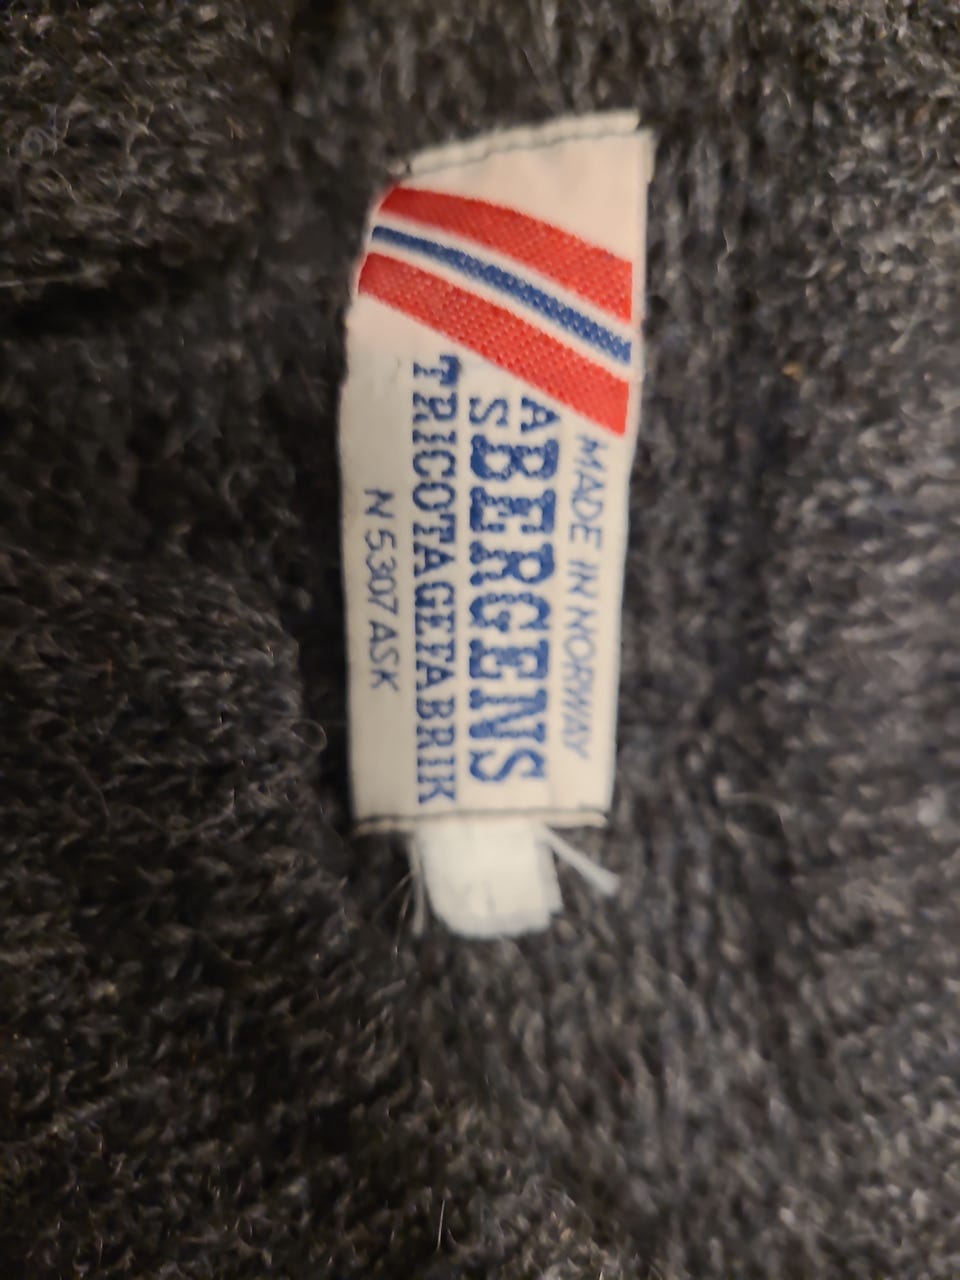 MADE IN NORWAY
A/S BERGENS
TRICOTAGEFABRIK
N 5307 ASK